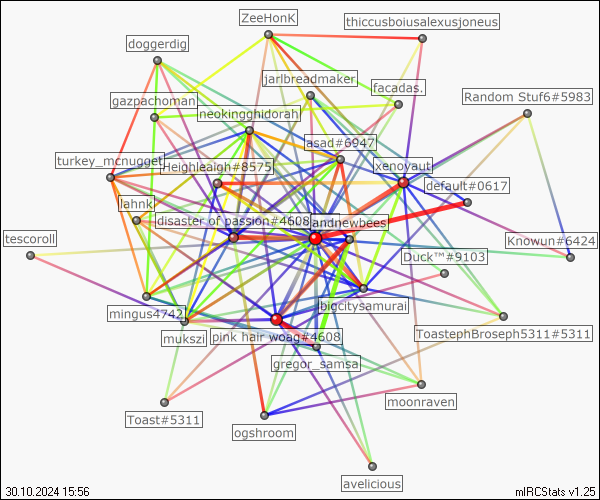 ZeeHonK
thiccusboiusalexusjoneus
doggerdig
jarlbreadmaker
facadas.
Random Stuf6#5983
gazpachoman
neokingghidorah
asad#6947
turkey_mcnugget
Heighleaigh#8575
xenoyaut
default#0617
lahnk
disaster of passion#4608
andnewbees
tescoroll
Knowun#6424
Duck™#9103
bigcitysamurai
mingus4742
mukszi
pink hair woag#4608
ToastephBroseph5311#5311
gregor_samsa
moonraven
Toast#5311
ogshroom
avelicious
30.10.2024 15:56
mIRCStats v1.25